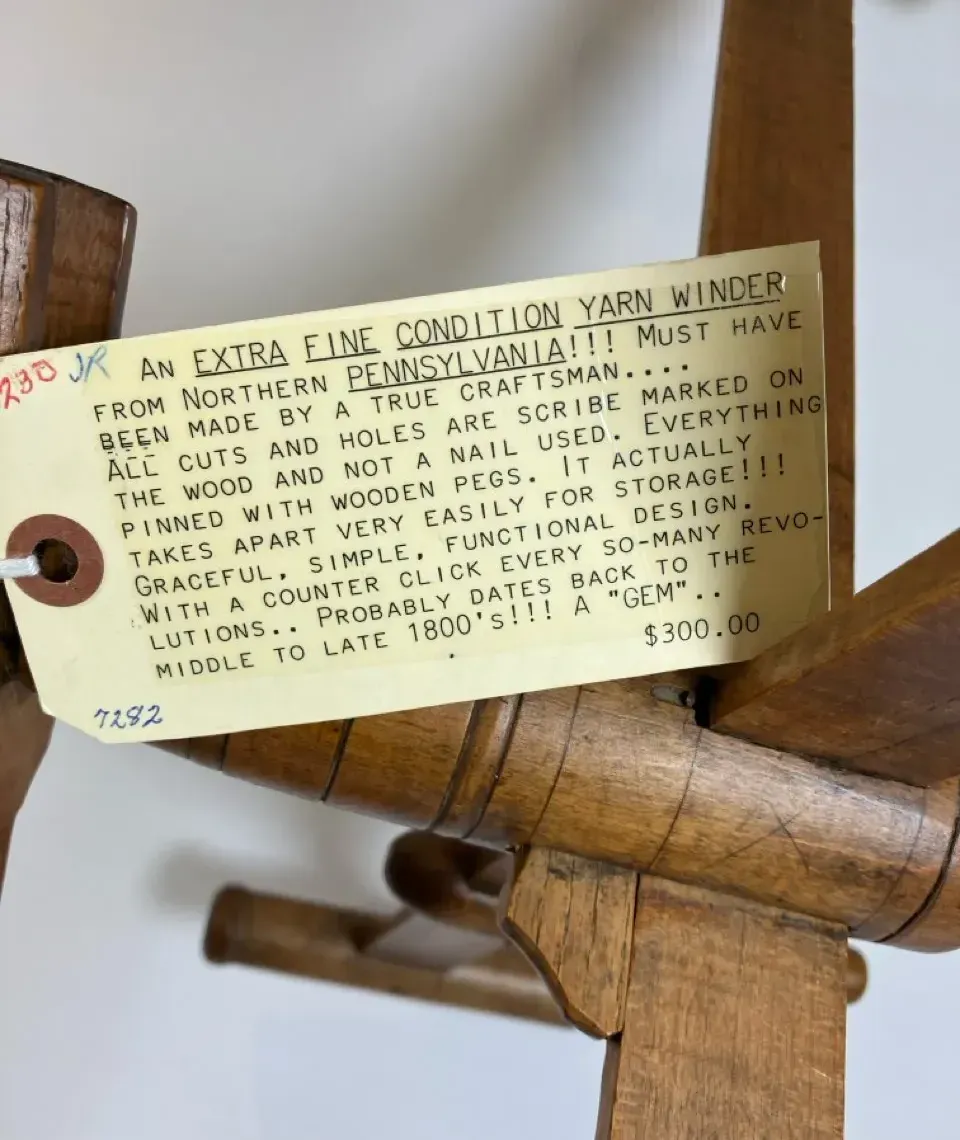 230 JR
An EXTRA FINE CONDITION YARN WINDER
FROM NORTHERN PENNSYLVANIA!!! MUST HAVE
BEEN MADE BY A TRUE CRAFTSMAN....
ALL CUTS AND HOLES ARE SCRIBE MARKED ON
THE WOOD AND NOT A NAIL USED. EVERYTHING
PINNED WITH WOODEN PEGS. IT ACTUALLY
TAKES APART VERY EASILY FOR STORAGE!!!
GRACEFUL, SIMPLE, FUNCTIONAL DESIGN.
WITH A COUNTER CLICK EVERY SO-MANY REVO-
LUTIONS.. PROBABLY DATES BACK TO THE
MIDDLE TO LATE 1800'S!!! A "GEM"..
$300.00
7282